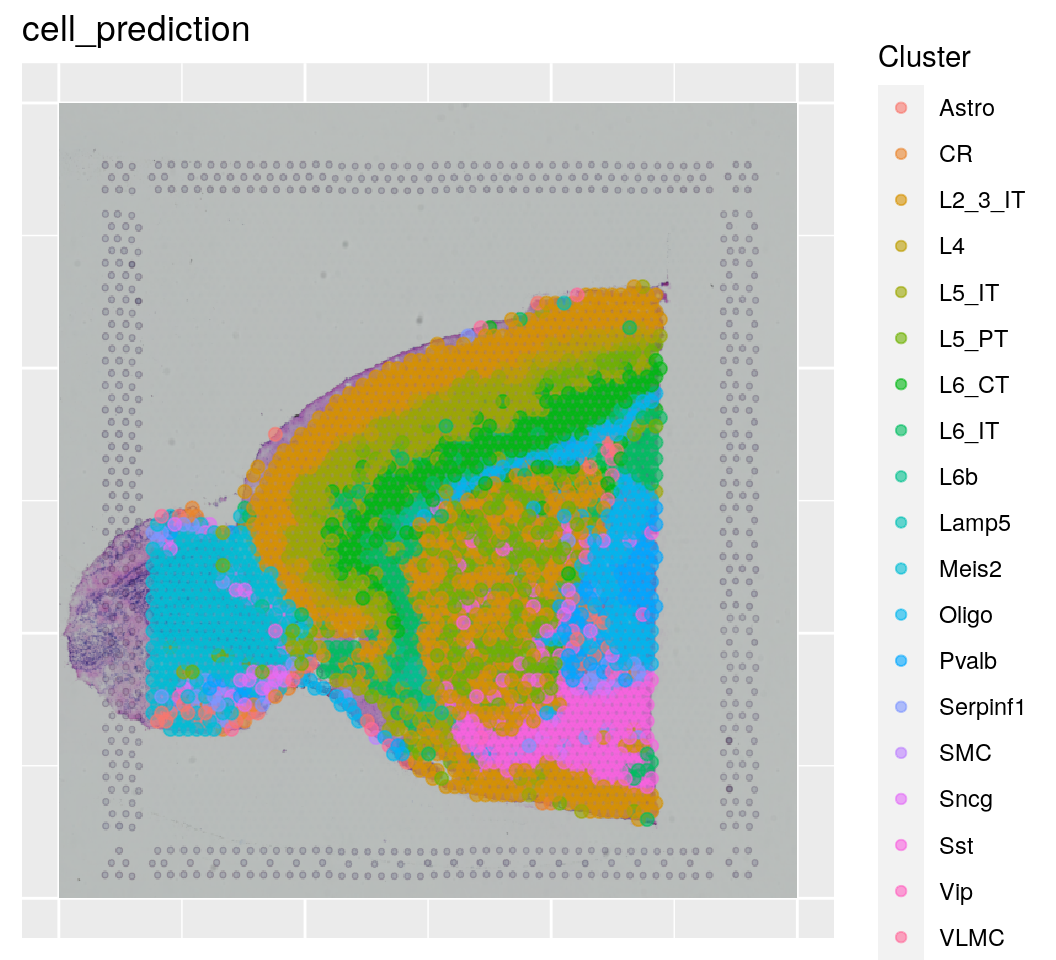 cell_prediction
Cluster
Astro
CR
L2_3_IT
L4
L5_IT
L5_PT
L6_CT
L6_IT
L6b
Lamp5
Meis2
Oligo
Pvalb
Serpinf1
SMC
Sncg
Sst
Vip
VLMC